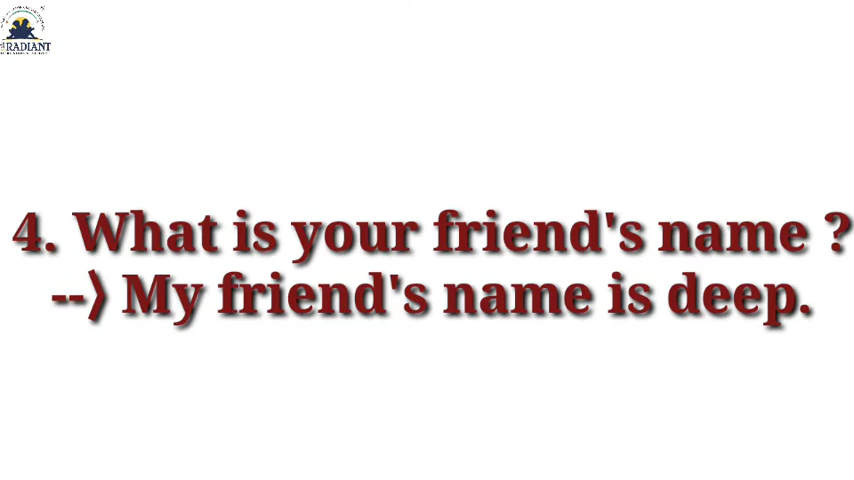 RADIANT
4. What is your friend's name ?
--⟩ My friend's name is deep.